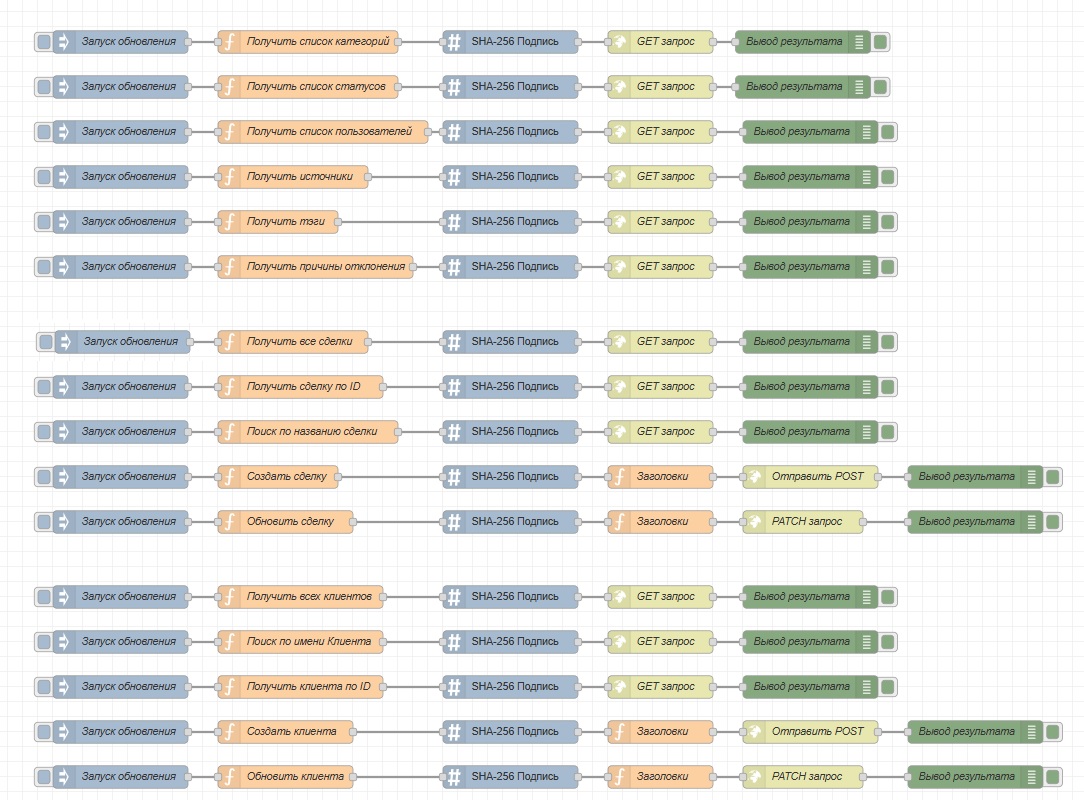 Запуск обновления Получить список категорий SHA-256 Подпись GET запрос Вывод результата
Запуск обновления Получить список статусов SHA-256 Подпись GET запрос Вывод результата
Запуск обновления Получить список пользователей SHA-256 Подпись GET запрос Вывод результата
Запуск обновления Получить источники SHA-256 Подпись GET запрос Вывод результата
Запуск обновления Получить тэги SHA-256 Подпись GET запрос Вывод результата
Запуск обновления Получить причины отклонения SHA-256 Подпись GET запрос Вывод результата
Запуск обновления Получить все сделки SHA-256 Подпись GET запрос Вывод результата
Запуск обновления Получить сделку по ID SHA-256 Подпись GET запрос Вывод результата
Запуск обновления Поиск по названию сделки SHA-256 Подпись GET запрос Вывод результата
Запуск обновления Создать сделку SHA-256 Подпись Заголовки Отправить POST Вывод результата
Запуск обновления Обновить сделку SHA-256 Подпись Заголовки PATCH запрос Вывод результата
Запуск обновления Получить всех клиентов SHA-256 Подпись GET запрос Вывод результата
Запуск обновления Поиск по имени Клиента SHA-256 Подпись GET запрос Вывод результата
Запуск обновления Получить клиента по ID SHA-256 Подпись GET запрос Вывод результата
Запуск обновления Создать клиента SHA-256 Подпись Заголовки Отправить POST Вывод результата
Запуск обновления Обновить клиента SHA-256 Подпись Заголовки PATCH запрос Вывод результата